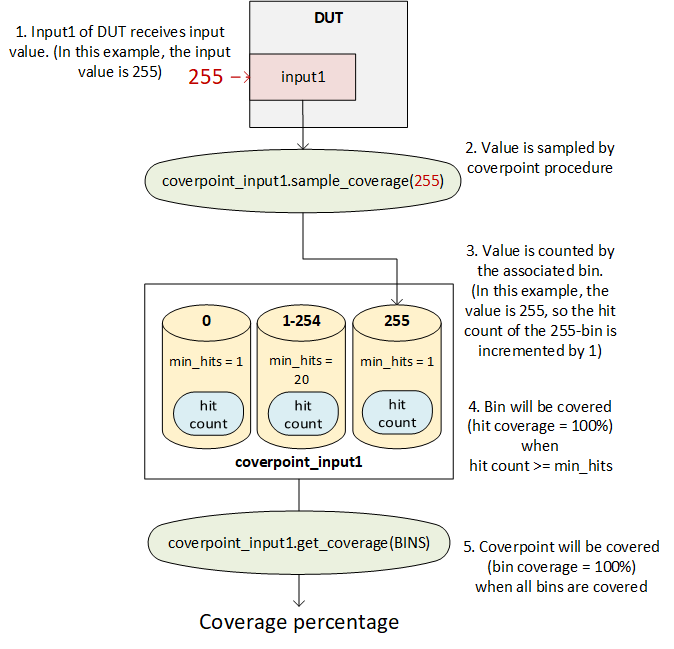 DUT
1. Input1 of DUT receives input
value. (In this example, the input
value is 255)
255
input1
2. Value is sampled by
coverpoint procedure
coverpoint_input1.sample_coverage(255)
3. Value is counted by
the associated bin.
(In this example, the
value is 255, so the hit
count of the 255-bin is
incremented by 1)
0
min_hits = 1
hit
count
1-254
min_hits =
20
hit
count
255
min_hits = 1
hit
count
coverpoint_input1
4. Bin will be covered
(hit coverage = 100%)
when
hit count >= min_hits
coverpoint_input1.get_coverage(BINS)
5. Coverpoint will be covered
(bin coverage = 100%)
when all bins are covered
Coverage percentage